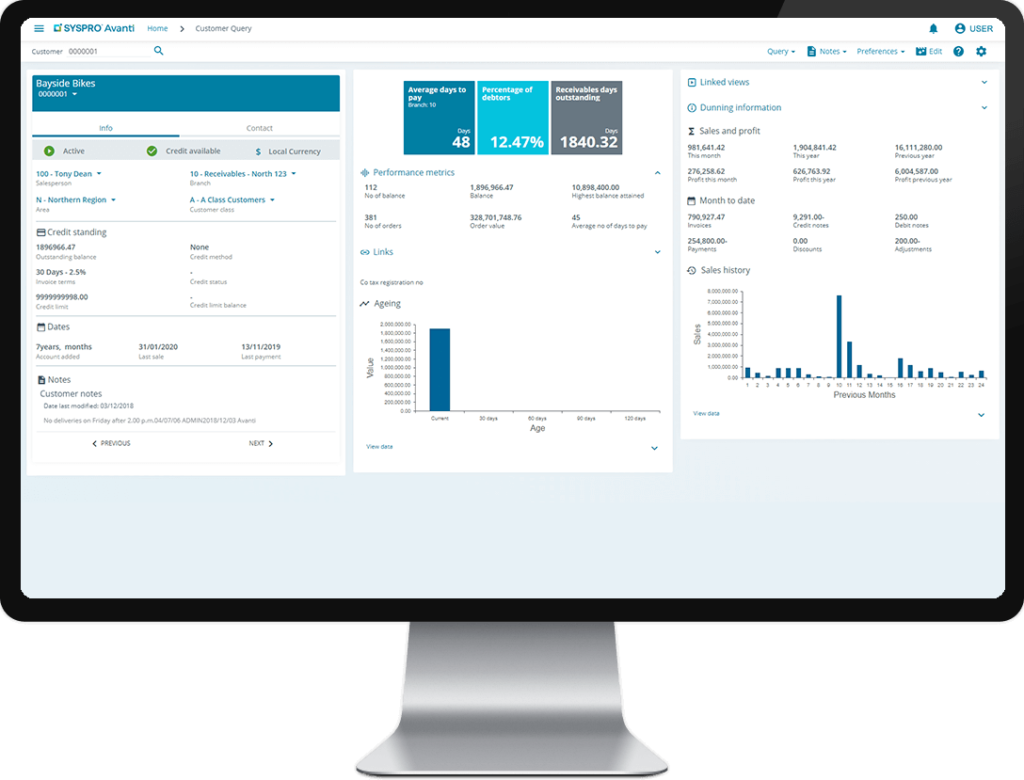 SYSPRO Avanti Home > Customer Query
USER
Customer 0000001
Query Notes Preferences Edit
Bayside Bikes
0000001
Info Contact
Active Credit available $ Local Currency
100 - Tony Dean 10 - Receivables - North 123
Salesperson Branch
N - Northern Region A - A Class Customers
Area Customer class
Credit standing
1896966.47 None
Outstanding balance Credit method
30 Days - 2.5% -
Invoice terms Credit status
9999999998.00 -
Credit limit Credit limit balance
Dates
7years, months 31/01/2020 13/11/2019
Account added Last sale Last payment
Notes
Customer notes
Date last modified: 03/12/2018
No deliveries on Friday after 2.00 p.m.04/07/06 ADMIN2018/12/03 Avanti
PREVIOUS NEXT
Average days to pay
Branch: 10
Days
48
Percentage of debtors
12.47%
Receivables days outstanding
Days
1840.32
Performance metrics
112 1,896,966.47 10,898,400.00
No of balance Balance Highest balance attained
381 328,701,748.76 45
No of orders Order value Average no of days to pay
Links
Co tax registration no
Ageing
2,000,000.00
1,800,000.00
1,600,000.00
1,400,000.00
1,200,000.00
1,000,000.00
800,000.00
600,000.00
400,000.00
200,000.00
0.00
Value
Current 30 days 60 days 90 days 120 days
Age
View data
Linked views
Dunning information
Sales and profit
981,641.42 1,904,841.42 16,111,280.00
This month This year Previous year
276,258.62 626,763.92 6,004,587.00
Profit this month Profit this year Profit previous year
Month to date
790,927.47 9,291.00- 250.00
Invoices Credit notes Debit notes
254,800.00- 0.00 200.00-
Payments Discounts Adjustments
Sales history
8,000,000.00
7,000,000.00
6,000,000.00
5,000,000.00
4,000,000.00
3,000,000.00
2,000,000.00
1,000,000.00
0.00
Sales
1 2 3 4 5 6 7 8 9 10 11 12 13 14 15 16 17 18 19 20 21 22 23 24
Previous Months
View data